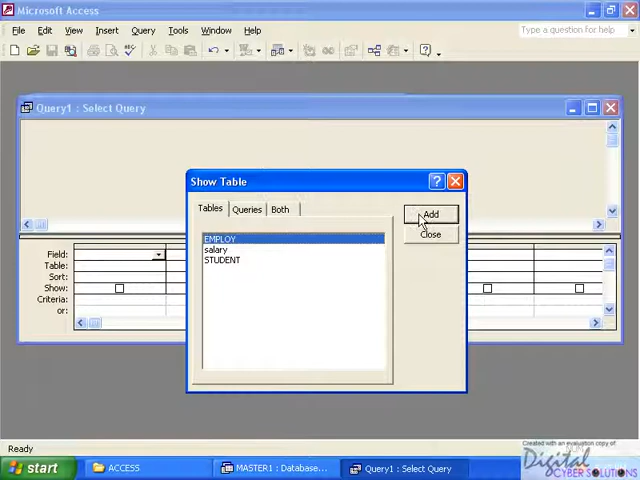 Microsoft Access
File Edit View Insert Query Tools Window Help
Type a question for help
Query1 : Select Query
Show Table
Tables Queries Both
Add
Close
EMPLOY
salary
STUDENT
Field:
Table:
Sort:
Show:
Criteria:
or:
Ready
NUM
Created with an evaluation copy of
Digital
CYBER SOLUTIONS
start
ACCESS
MASTER1 : Database...
Query1 : Select Query